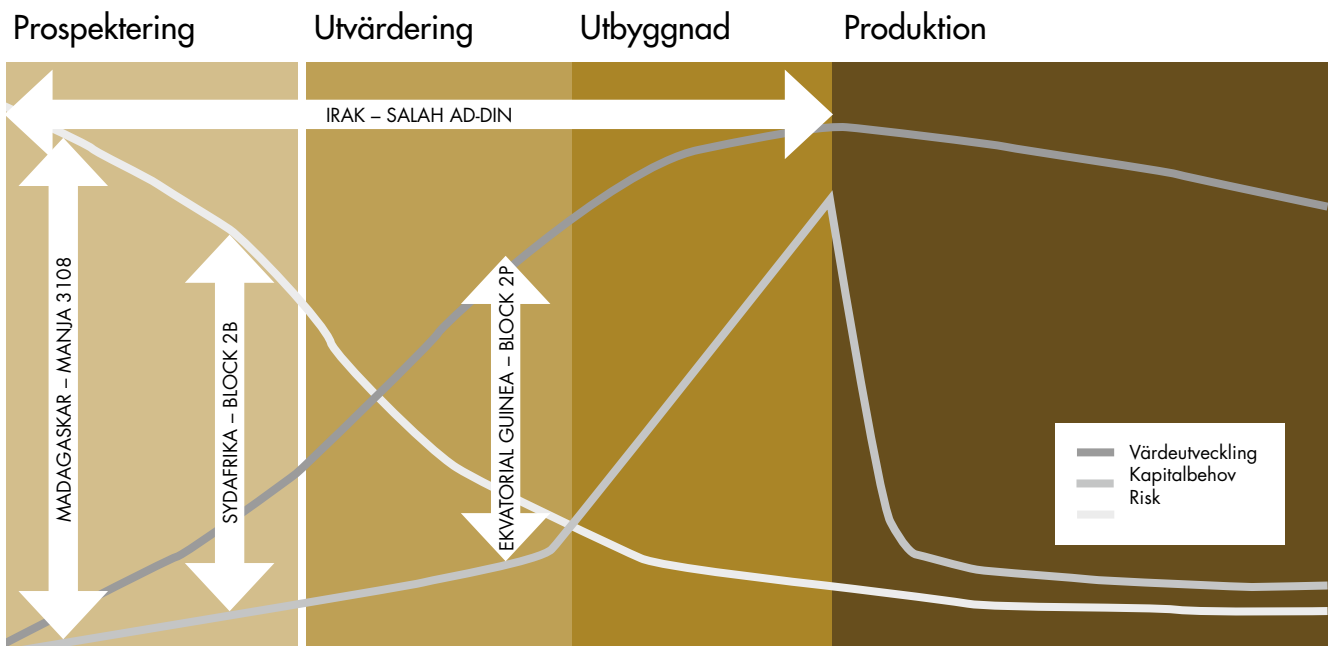 Prospektering
Utvärdering
Utbyggnad
Produktion
IRAK – SALAH AD-DIN
MADAGASKAR – MANJA 3108
SYDAFRIKA – BLOCK 2B
EKVATORIAL GUINEA – BLOCK 2P
Värdeutveckling
Kapitalbehov
Risk